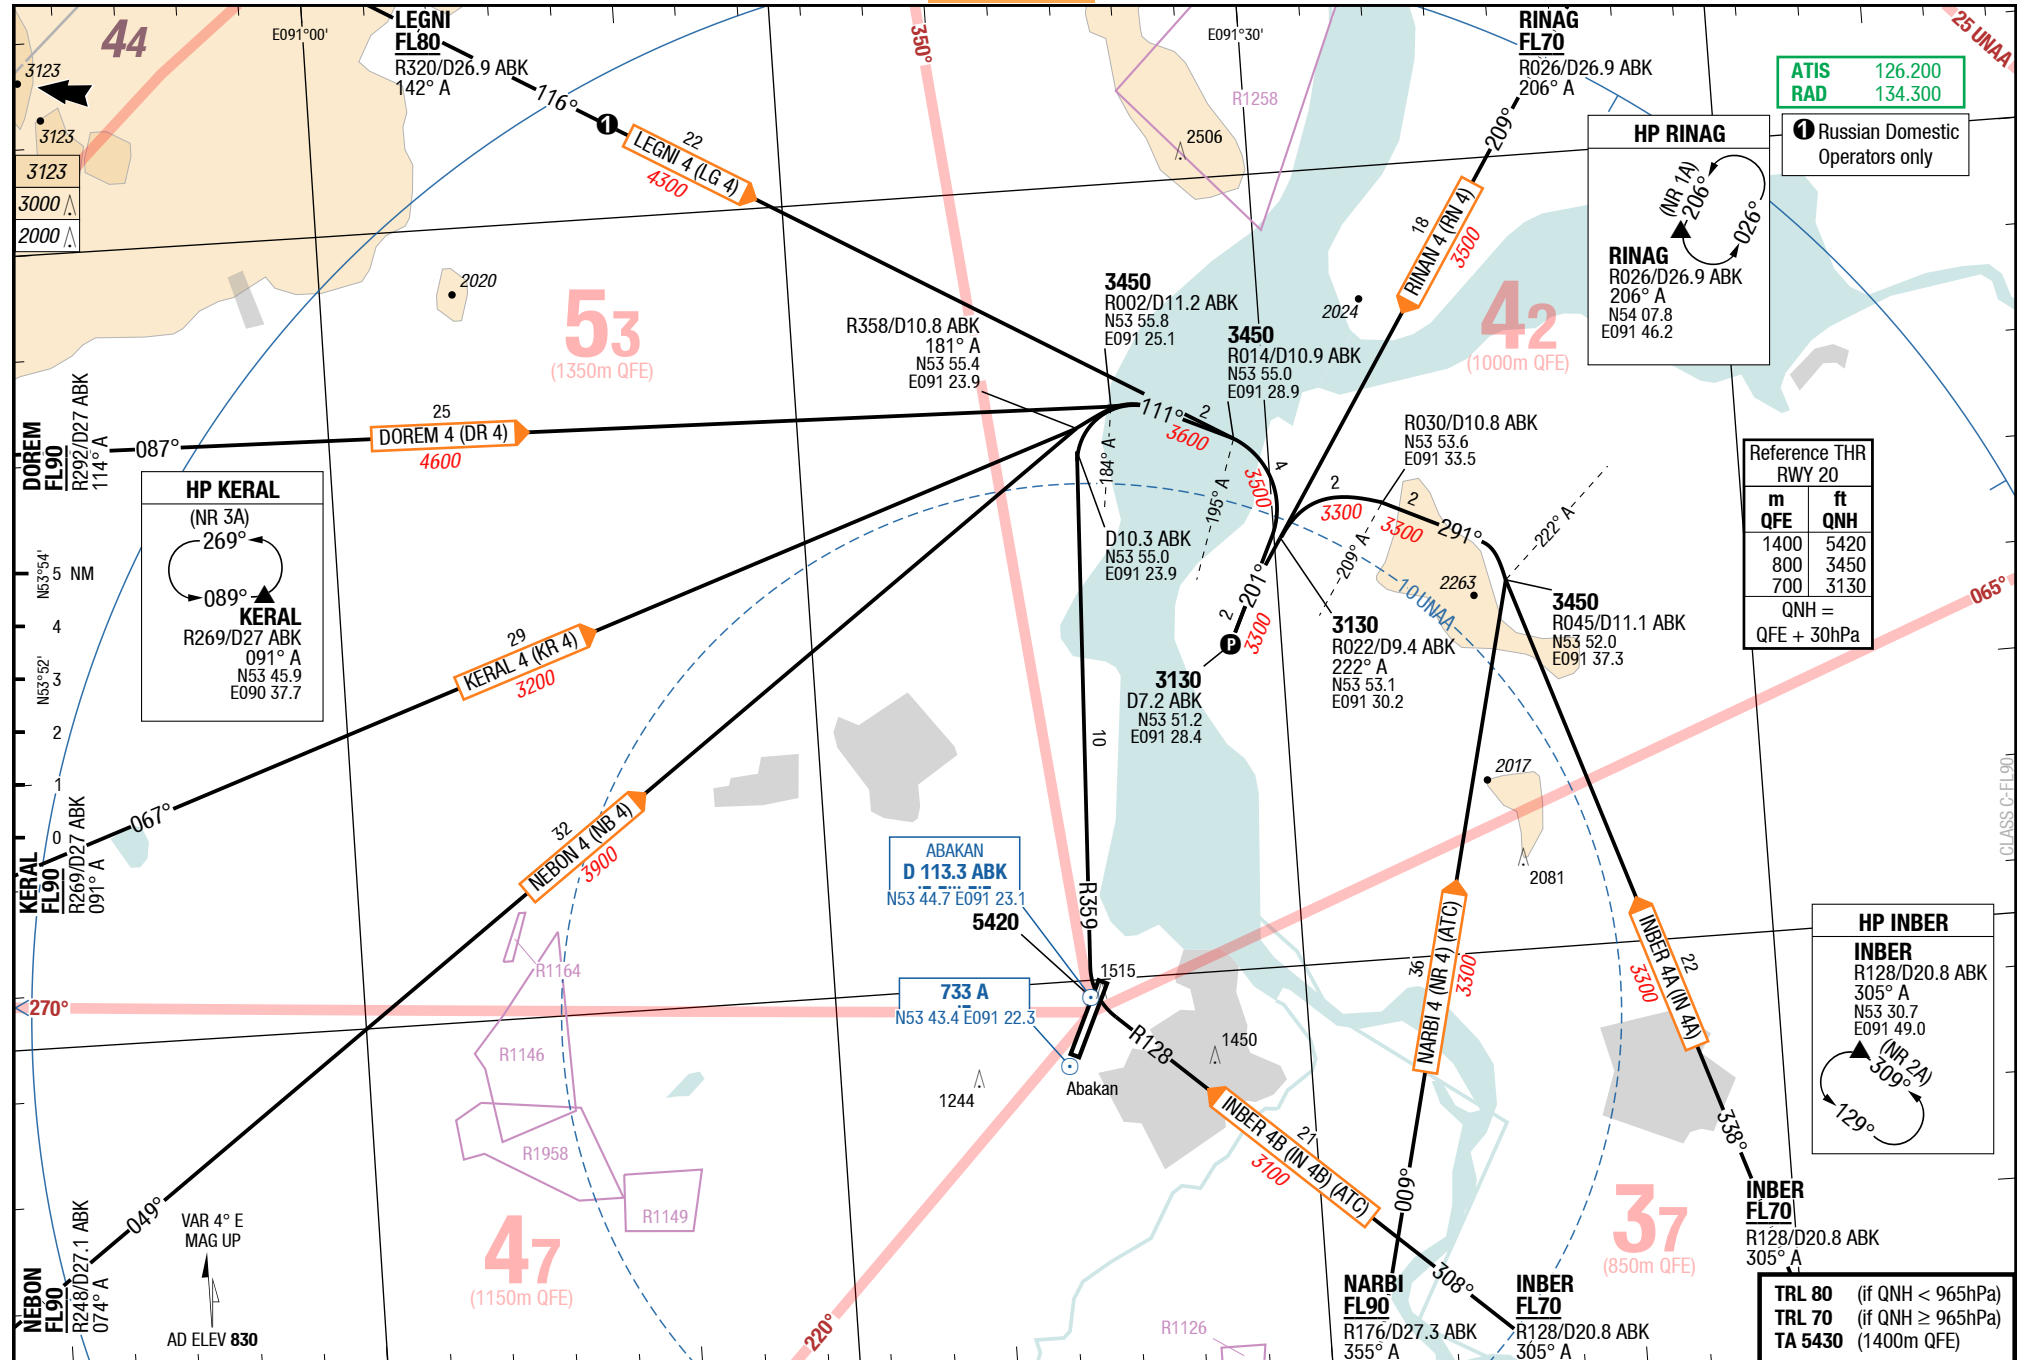 44
E091°00'
LEGNI
FL80
R320/D26.9 ABK
142° A
350°
E091°30'
RINAG
FL70
R026/D26.9 ABK
206° A
25 UNAA
3123
3123
3123
3000
2000
116°
1
22
LEGNI 4 (LG 4)
4300
R1258
2506
209°
18
RINAN 4 (RN 4)
3500
ATIS 126.200
RAD 134.300
1 Russian Domestic
Operators only
HP RINAG
(NR 1A)
206°
026°
RINAG
R026/D26.9 ABK
206° A
N54 07.8
E091 46.2
2020
53
(1350m QFE)
R358/D10.8 ABK
181° A
N53 55.4
E091 23.9
3450
R002/D11.2 ABK
N53 55.8
E091 25.1
3450
R014/D10.9 ABK
N53 55.0
E091 28.9
2024
42
(1000m QFE)
DOREM
FL90
R292/D27 ABK
114° A
087°
25
DOREM 4 (DR 4)
4600
111°
2
3600
184° A
195° A
4
3500
R030/D10.8 ABK
N53 53.6
E091 33.5
2
3300
2
3300
291°
222° A
209° A
Reference THR
RWY 20
m ft
QFE QNH
1400 5420
800 3450
700 3130
QNH =
QFE + 30hPa
HP KERAL
(NR 3A)
269°
089°
KERAL
R269/D27 ABK
091° A
N53 45.9
E090 37.7
N53°54'
N53°52'
5 NM
4
3
2
1
0
D10.3 ABK
N53 55.0
E091 23.9
201°
2
3300
P
3130
D7.2 ABK
N53 51.2
E091 28.4
3130
R022/D9.4 ABK
222° A
N53 53.1
E091 30.2
10 UNAA
2263
3450
R045/D11.1 ABK
N53 52.0
E091 37.3
065°
29
KERAL 4 (KR 4)
3200
067°
KERAL
FL90
R269/D27 ABK
091° A
32
NEBON 4 (NB 4)
3900
10
R359
2017
2081
CLASS C-FL90
ABAKAN
D 113.3 ABK
N53 44.7 E091 23.1
5420
733 A
N53 43.4 E091 22.3
1515
Abakan
1244
1450
R128
270°
R1164
R1146
R1958
R1149
36
NARBI 4 (NR 4) (ATC)
3300
22
INBER 4A (IN 4A)
3300
HP INBER
INBER
R128/D20.8 ABK
305° A
N53 30.7
E091 49.0
(NR 2A)
309°
129°
21
INBER 4B (IN 4B) (ATC)
3100
009°
338°
308°
049°
NEBON
FL90
R248/D27.1 ABK
074° A
VAR 4° E
MAG UP
AD ELEV 830
47
(1150m QFE)
220°
R1126
37
(850m QFE)
NARBI
FL90
R176/D27.3 ABK
355° A
INBER
FL70
R128/D20.8 ABK
305° A
INBER
FL70
R128/D20.8 ABK
305° A
TRL 80 (if QNH < 965hPa)
TRL 70 (if QNH ≥ 965hPa)
TA 5430 (1400m QFE)